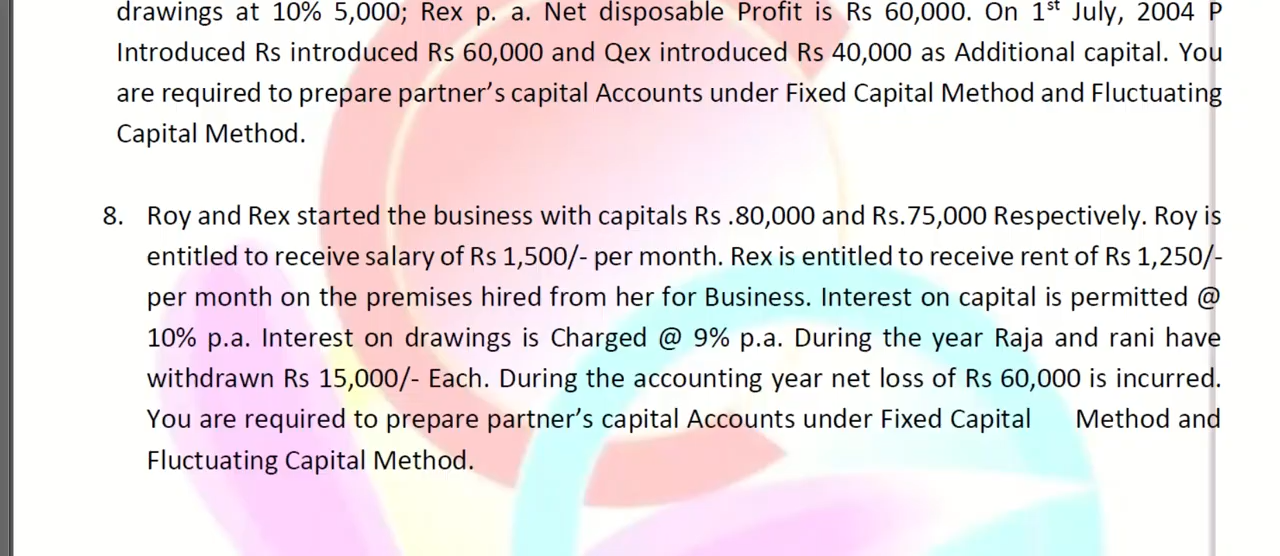 drawings at 10% 5,000; Rex p. a. Net disposable Profit is Rs 60,000. On 1st July, 2004 P
Introduced Rs introduced Rs 60,000 and Qex introduced Rs 40,000 as Additional capital. You
are required to prepare partner's capital Accounts under Fixed Capital Method and Fluctuating
Capital Method.
8. Roy and Rex started the business with capitals Rs .80,000 and Rs.75,000 Respectively. Roy is
entitled to receive salary of Rs 1,500/- per month. Rex is entitled to receive rent of Rs 1,250/-
per month on the premises hired from her for Business. Interest on capital is permitted @
10% p.a. Interest on drawings is Charged @ 9% p.a. During the year Raja and rani have
withdrawn Rs 15,000/- Each. During the accounting year net loss of Rs 60,000 is incurred.
You are required to prepare partner's capital Accounts under Fixed Capital Method and
Fluctuating Capital Method.